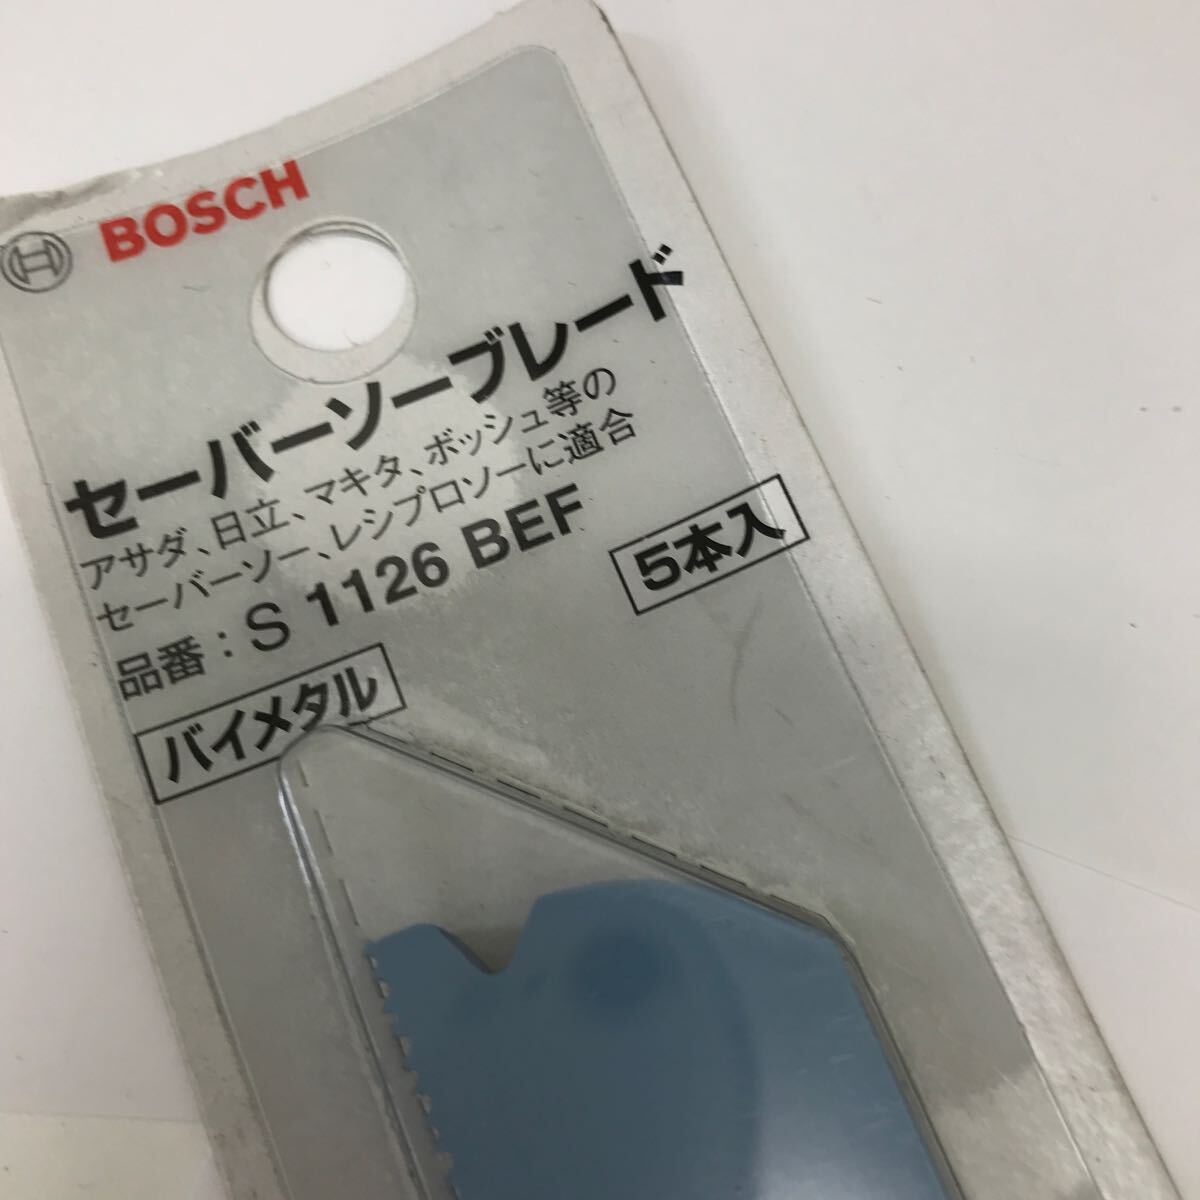 BOSCH
セーバーソーブレード
アサダ、日立、マキタ、ボッシュ等の
セーバーソー、レシプロソーに適合
品番：S 1126 BEF
5本入
バイメタル